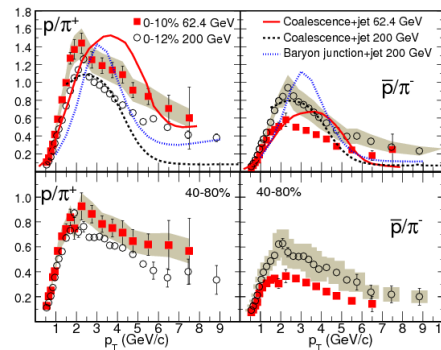 p/π⁺
0-10% 62.4 GeV
0-12% 200 GeV
1.8
1.6
1.4
1.2
1.0
0.8
0.6
0.4
0.2
Coalescence+jet 62.4 GeV
Coalescence+jet 200 GeV
Baryon junction+jet 200 GeV
p̅/π⁻
p/π⁺
40-80%
1.0
0.8
0.6
0.4
0.2
1 2 3 4 5 6 7 8 9
p_T (GeV/c)
40-80%
p̅/π⁻
1 2 3 4 5 6 7 8 9
p_T (GeV/c)